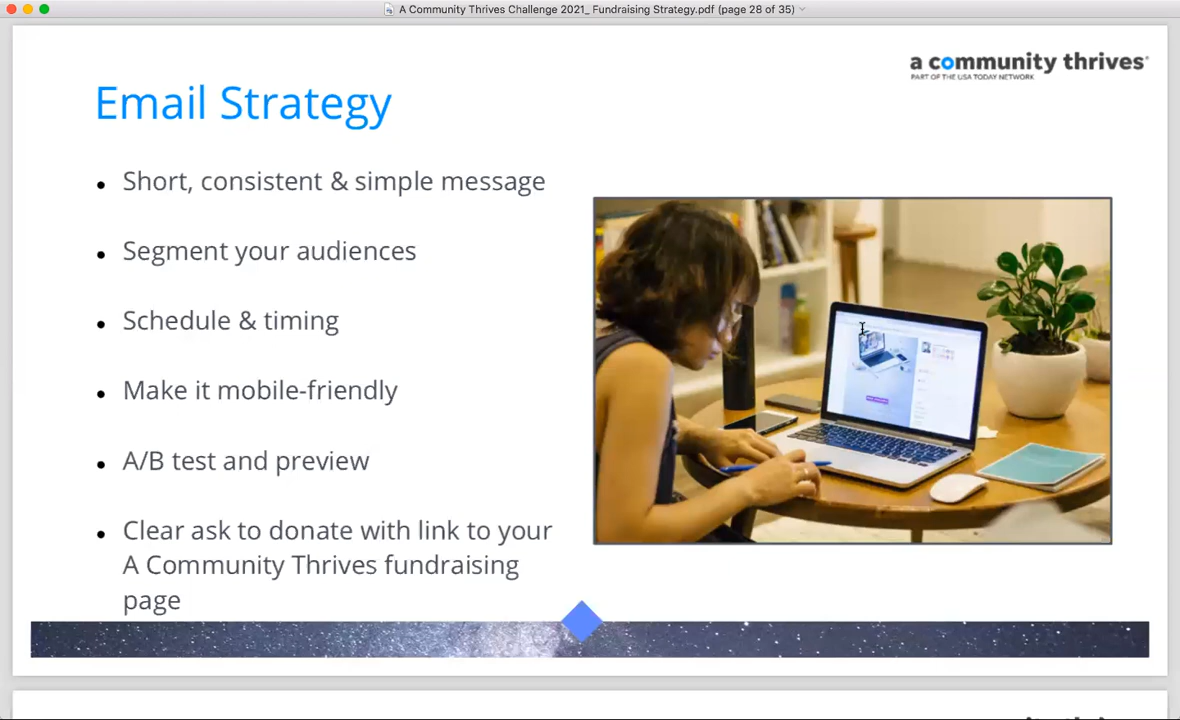 A Community Thrives Challenge 2021_ Fundraising Strategy.pdf (page 28 of 35)
a community thrives
PART OF THE USA TODAY NETWORK
Email Strategy
• Short, consistent & simple message
• Segment your audiences
• Schedule & timing
• Make it mobile-friendly
• A/B test and preview
• Clear ask to donate with link to your
A Community Thrives fundraising
page